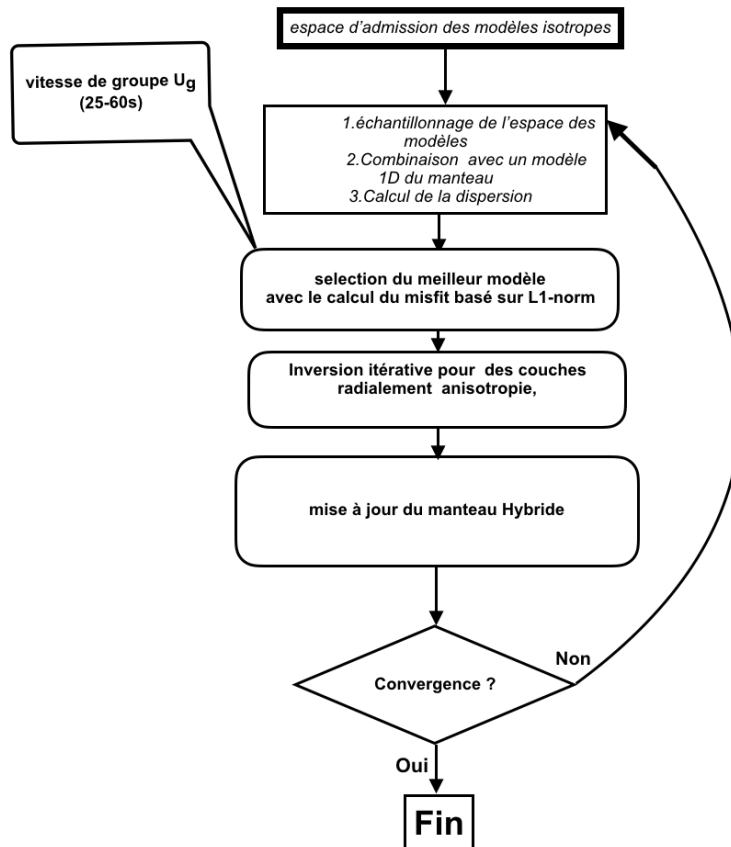 espace d'admission des modèles isotropes
vitesse de groupe Ug
(25-60s)
1.échantillonnage de l'espace des
modèles
2.Combinaison avec un modèle
1D du manteau
3.Calcul de la dispersion
selection du meilleur modèle
avec le calcul du misfit basé sur L1-norm
Inversion itérative pour des couches
radialement anisotropie,
mise à jour du manteau Hybride
Convergence ?
Non
Oui
Fin